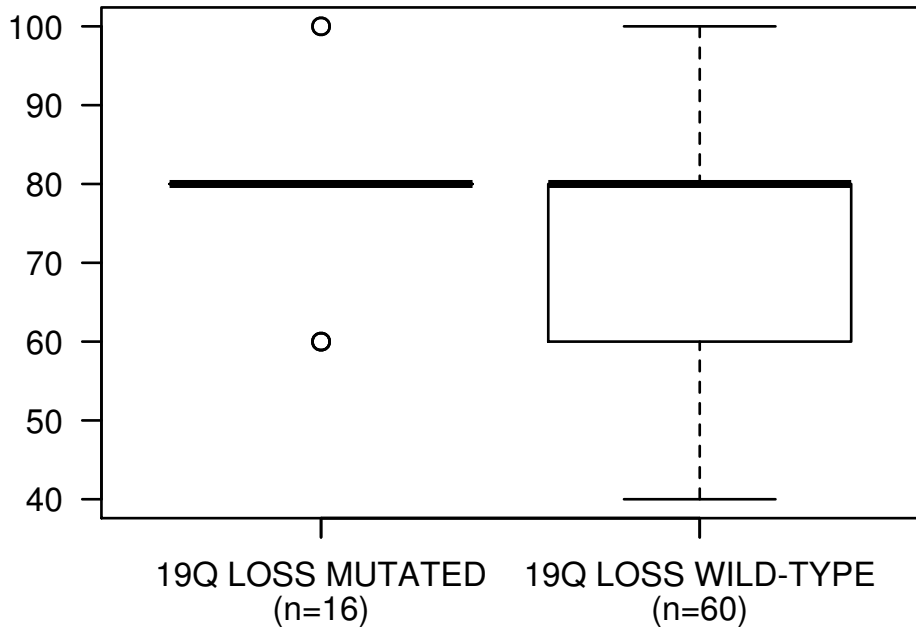 100
90
80
70
60
50
40
19Q LOSS MUTATED
(n=16)
19Q LOSS WILD-TYPE
(n=60)